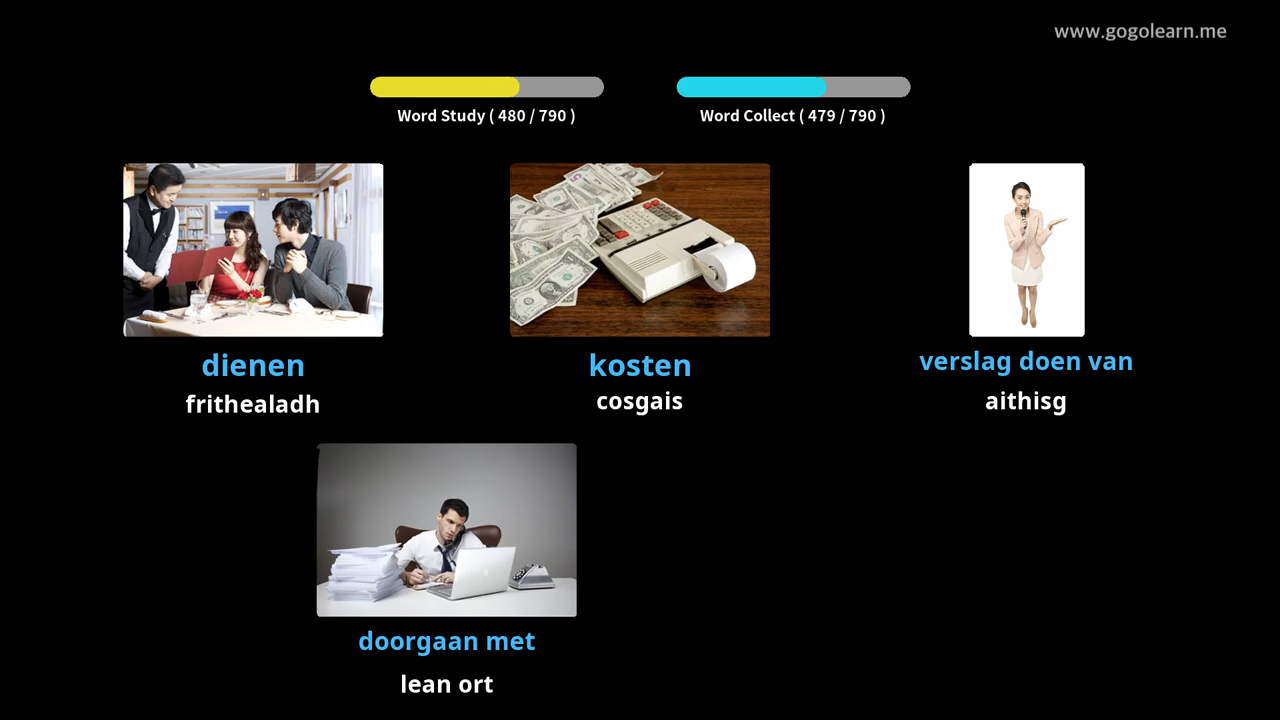 www.gogolearn.me
Word Study ( 480 / 790 )
Word Collect ( 479 / 790 )
dienen
frithealadh
kosten
cosgais
verslag doen van
aithisg
doorgaan met
lean ort